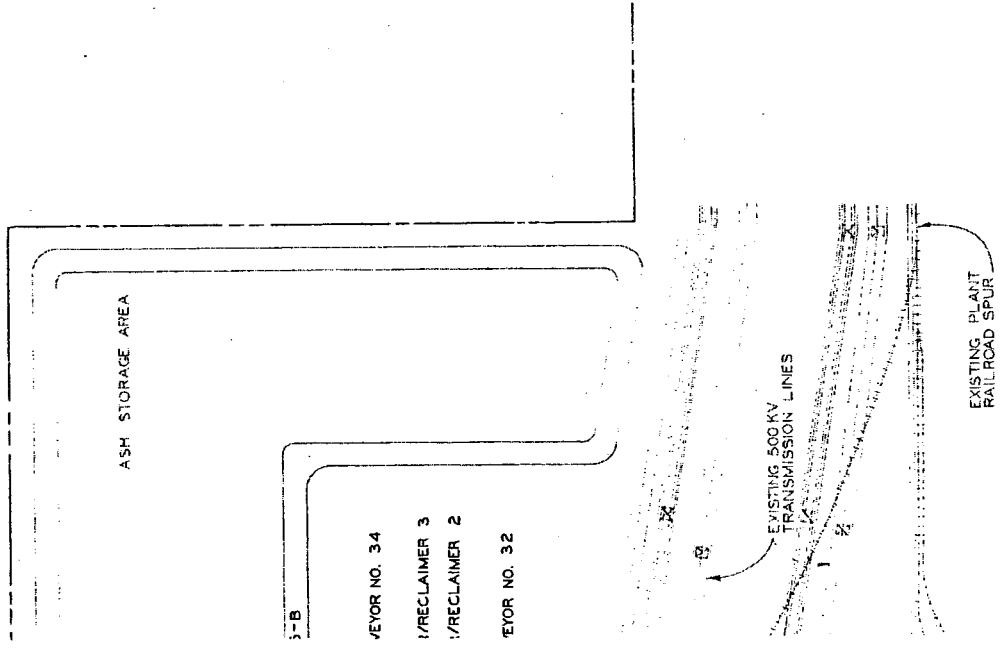 ASH STORAGE AREA
5-B
VEYOR NO. 34
R/RECLAIMER 3
R/RECLAIMER 2
VEYOR NO. 32
EXISTING 500 KV
TRANSMISSION LINES
EXISTING PLANT
RAILROAD SPUR